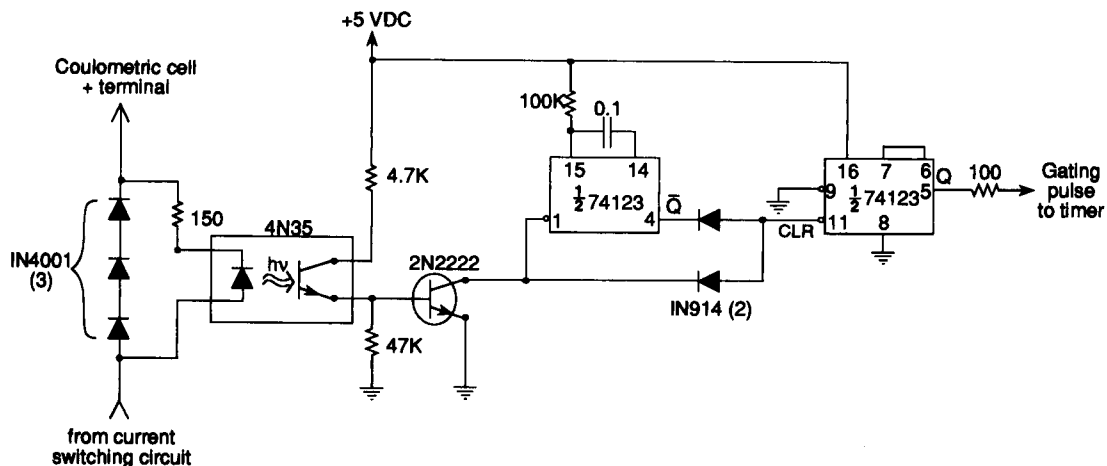 +5 VDC
Coulometric cell
+ terminal
100K
0.1
4.7K
15 14
1/2 74123
1
4
Q̅
16 7 6
9
1/2 74123
5
Q
11
CLR
8
100
Gating
pulse
to timer
150
IN4001
(3)
4N35
hν
2N2222
IN914 (2)
47K
from current
switching circuit